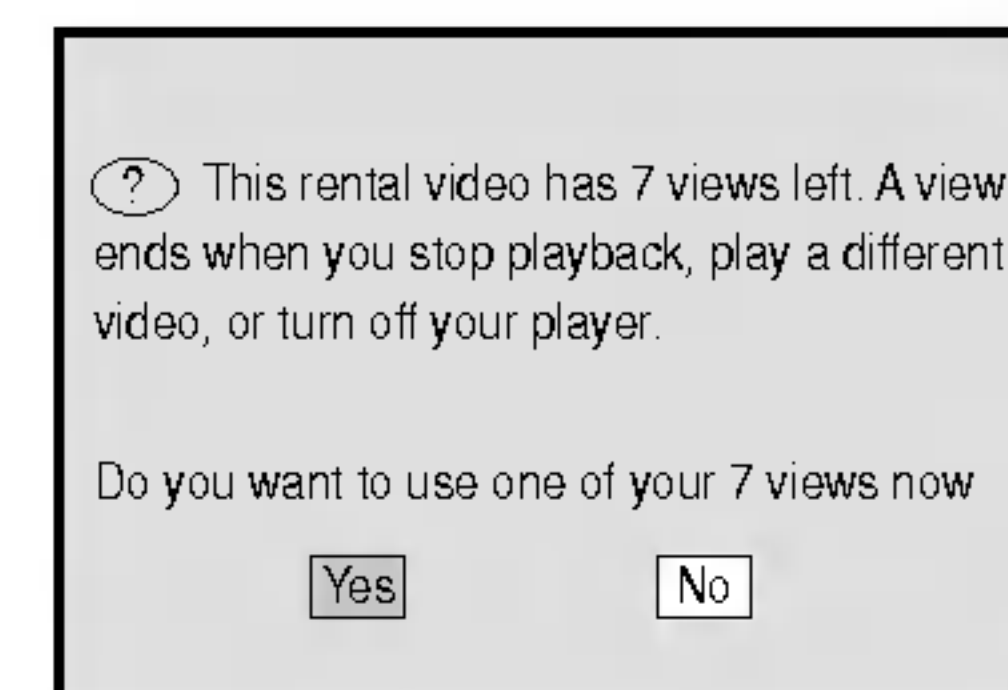 ? This rental video has 7 views left. A view
ends when you stop playback, play a different
video, or turn off your player.
Do you want to use one of your 7 views now
Yes No